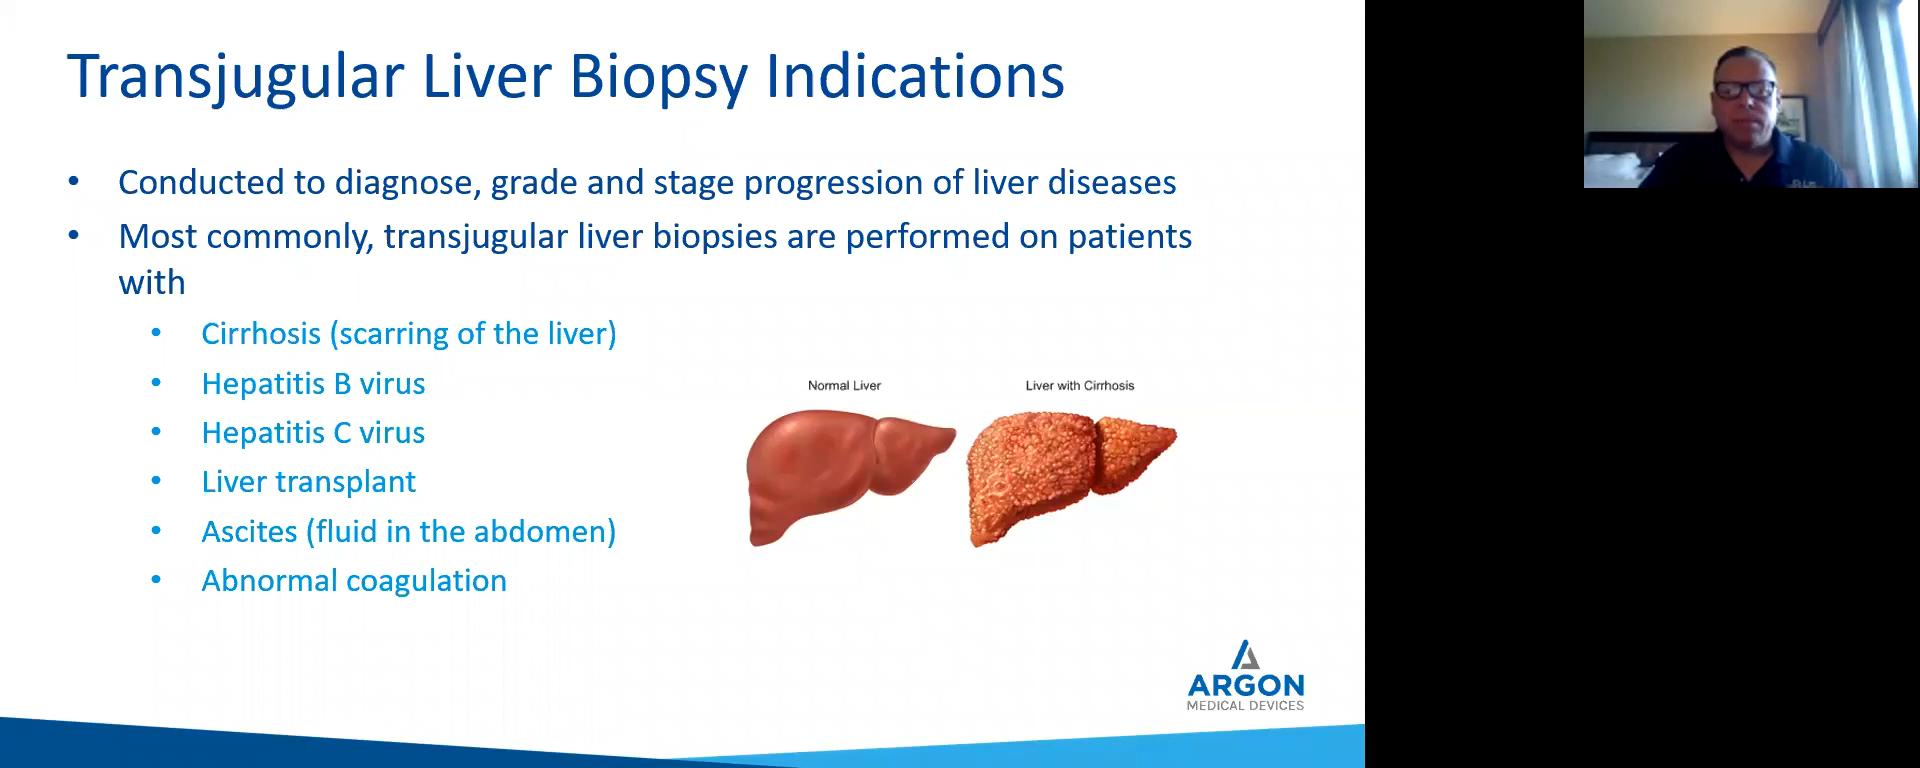 Transjugular Liver Biopsy Indications
• Conducted to diagnose, grade and stage progression of liver diseases
• Most commonly, transjugular liver biopsies are performed on patients
with
• Cirrhosis (scarring of the liver)
• Hepatitis B virus
• Hepatitis C virus
• Liver transplant
• Ascites (fluid in the abdomen)
• Abnormal coagulation
Normal Liver
Liver with Cirrhosis
ARGON
MEDICAL DEVICES